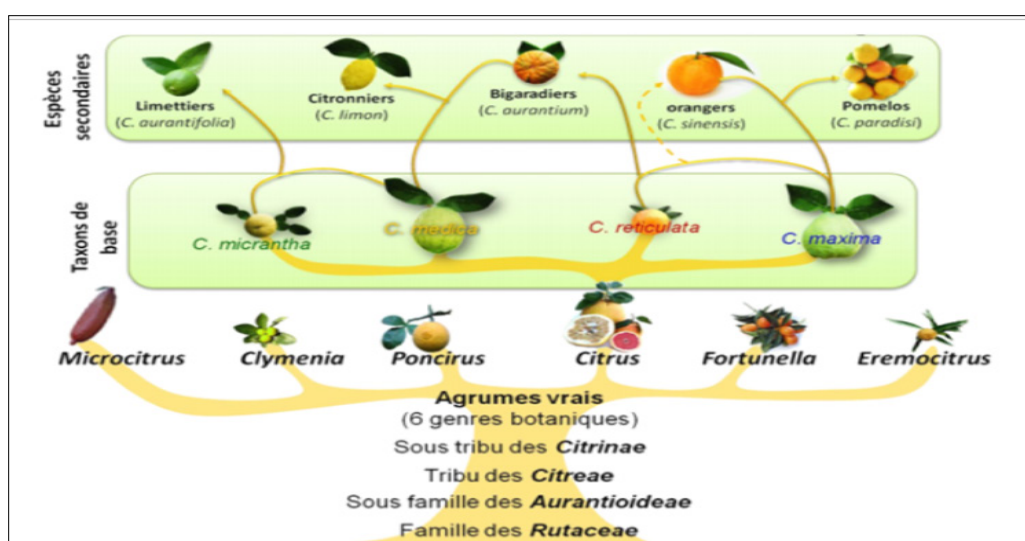 Espèces
secondaires
Limettiers
(C. aurantifolia)
Citronniers
(C. limon)
Bigaradiers
(C. aurantium)
orangers
(C. sinensis)
Pomelos
(C. paradisi)
Taxons de
base
C. micrantha
C. medica
C. reticulata
C. maxima
Microcitrus
Clymenia
Poncirus
Citrus
Fortunella
Eremocitrus
Agrumes vrais
(6 genres botaniques)
Sous tribu des Citrinae
Tribu des Citreae
Sous famille des Aurantioideae
Famille des Rutaceae